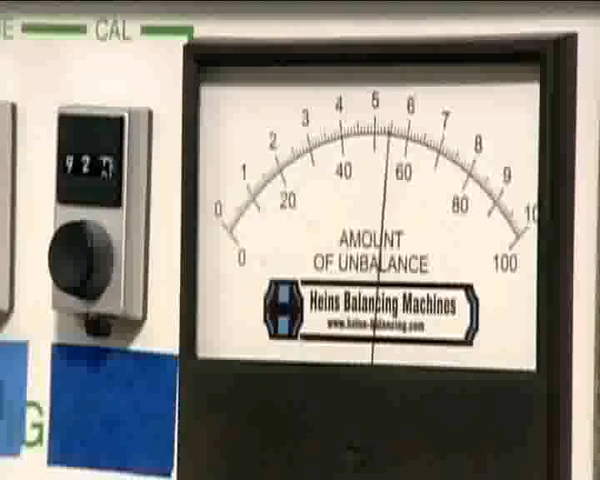 CAL
0 1 2 3 4 5 6 7 8 9 10
0 20 40 60 80 100
AMOUNT
OF UNBALANCE
Heins Balancing Machines
www.heins-balancing.com
9 2
G